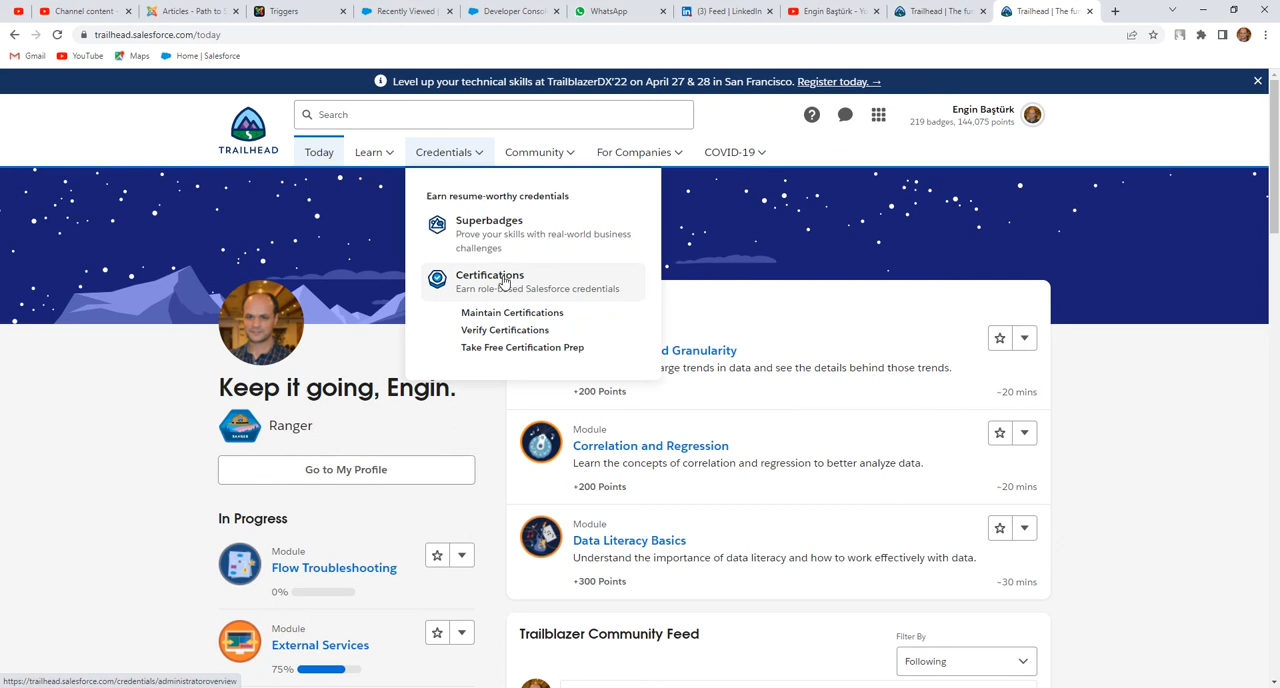 Channel content -
Articles - Path to S
Triggers
Recently Viewed |
Developer Conso
WhatsApp
(3) Feed | LinkedIn
Engin Baştürk - Yo
Trailhead | The fun
Trailhead | The fun
trailhead.salesforce.com/today
Gmail
YouTube
Maps
Home | Salesforce
Level up your technical skills at TrailblazerDX'22 on April 27 & 28 in San Francisco. Register today. →
TRAILHEAD
Search
Engin Baştürk
219 badges, 144,075 points
Today
Learn
Credentials
Community
For Companies
COVID-19
Earn resume-worthy credentials
Superbadges
Prove your skills with real-world business
challenges
Certifications
Earn role-based Salesforce credentials
Maintain Certifications
Verify Certifications
Take Free Certification Prep
Keep it going, Engin.
RANGER
Ranger
Go to My Profile
In Progress
Module
Flow Troubleshooting
0%
Module
External Services
75%
d Granularity
arge trends in data and see the details behind those trends.
+200 Points
~20 mins
Module
Correlation and Regression
Learn the concepts of correlation and regression to better analyze data.
+200 Points
~20 mins
Module
Data Literacy Basics
Understand the importance of data literacy and how to work effectively with data.
+300 Points
~30 mins
Trailblazer Community Feed
Filter By
Following
https://trailhead.salesforce.com/credentials/administratoroverview